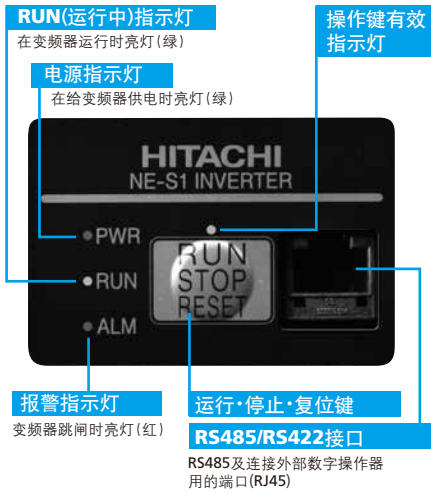 RUN(运行中)指示灯
在变频器运行时亮灯(绿)
操作键有效
指示灯
电源指示灯
在给变频器供电时亮灯(绿)
HITACHI
NE-S1 INVERTER
PWR
RUN
ALM
RUN
STOP
RESET
报警指示灯
变频器跳闸时亮灯(红)
运行·停止·复位键
RS485/RS422接口
RS485及连接外部数字操作器
用的端口(RJ45)